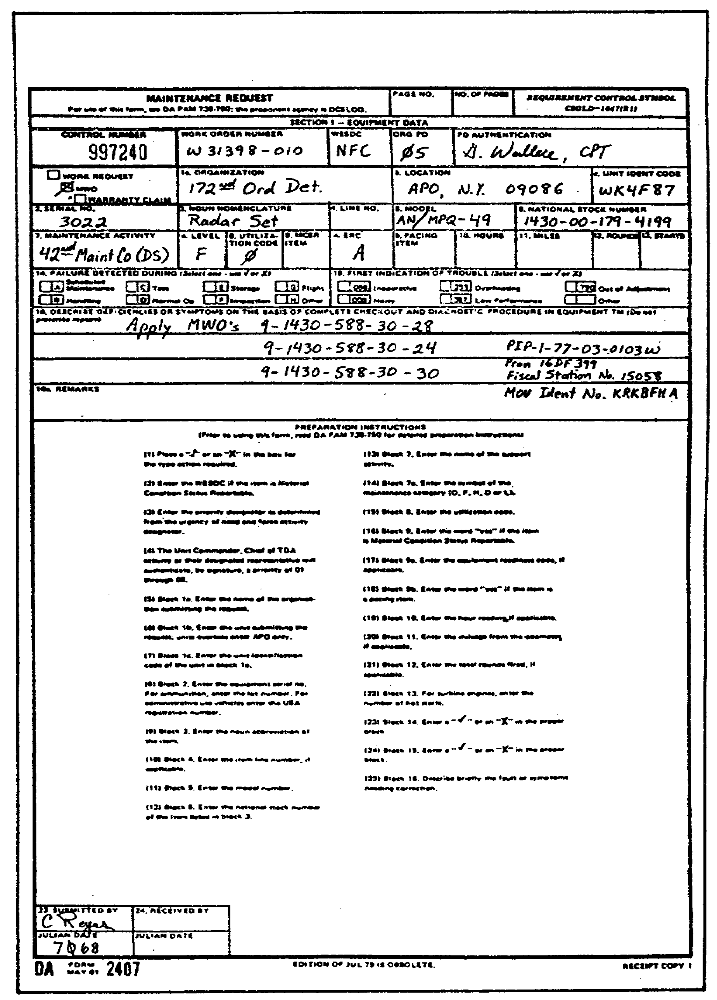 MAINTENANCE REQUEST
For use of this form, see DA PAM 738-750; the proponent agency is DCSLOG.
PAGE NO.
NO. OF PAGES
REQUIREMENT CONTROL SYMBOL
CSGLD-1647(R1)
SECTION I - EQUIPMENT DATA
CONTROL NUMBER
997240
WORK ORDER NUMBER
W 31398-010
WESDC
NFC
ORG PD
Ø5
PD AUTHENTICATION
D. Wallace, CPT
WORK REQUEST
MWO
WARRANTY CLAIM
1a. ORGANIZATION
172nd Ord Det.
b. LOCATION
APO, N.Y. 09086
c. UNIT IDENT CODE
WK4F87
2. SERIAL NO.
3022
3. NOUN NOMENCLATURE
Radar Set
4. LINE NO.
5. MODEL
AN/MPQ-49
6. NATIONAL STOCK NUMBER
1430-00-179-4199
7. MAINTENANCE ACTIVITY
42nd Maint Co (DS)
a. LEVEL
F
8. UTILIZA-
TION CODE
Ø
9. MCSR
ITEM
a. ERC
A
b. PACING
ITEM
10. HOURS
11. MILES
12. ROUNDS
13. STARTS
14. FAILURE DETECTED DURING (Select one - use √ or X)
A Scheduled Maintenance
C Test
E Storage
G Flight
B Handling
D Normal Op
F Inspection
H Other
15. FIRST INDICATION OF TROUBLE (Select one - use √ or X)
Inoperative
Overheating
Out of Adjustment
Noisy
387 Low Performance
Other
16. DESCRIBE DEFICIENCIES OR SYMPTOMS ON THE BASIS OF COMPLETE CHECKOUT AND DIAGNOSTIC PROCEDURE IN EQUIPMENT TM (Do not
prescribe repairs)
Apply MWO's 9-1430-588-30-28
9-1430-588-30-24 PIP-1-77-03-0103W
Pron 16DF399
9-1430-588-30-30 Fiscal Station No. 15058
16a. REMARKS
Mov Ident No. KRKBFHA
PREPARATION INSTRUCTIONS
(Prior to using this form, read DA PAM 738-750 for detailed preparation instructions)
(1) Place a "√" or an "X" in the box for
the type action required.
(2) Enter the WESDC if the item is Material
Condition Status Reportable.
(3) Enter the priority designator as determined
from the urgency of need and force activity
designator.
(4) The Unit Commander, Chief of TDA
activity or their designated representative will
authenticate, by signature, a priority of 01
through 08.
(5) Block 1a. Enter the name of the organiza-
tion submitting the request.
(6) Block 1b. Enter the unit submitting the
request; units overseas enter APO only.
(7) Block 1c. Enter the unit identification
code of the unit in block 1a.
(8) Block 2. Enter the equipment serial no.
For ammunition, enter the lot number. For
administrative use vehicles enter the USA
registration number.
(9) Block 3. Enter the noun abbreviation of
the item.
(10) Block 4. Enter the item line number, if
applicable.
(11) Block 5. Enter the model number.
(12) Block 6. Enter the national stock number
of the item listed in block 3.
(13) Block 7. Enter the name of the support
activity.
(14) Block 7a. Enter the symbol of the
maintenance category (O, F, H, D or L).
(15) Block 8. Enter the utilization code.
(16) Block 9. Enter the word "yes" if the item
is Material Condition Status Reportable.
(17) Block 9a. Enter the equipment readiness code, if
applicable.
(18) Block 9b. Enter the word "yes" if the item is
a pacing item.
(19) Block 10. Enter the hour reading, if applicable.
(20) Block 11. Enter the mileage from the odometer,
if applicable.
(21) Block 12. Enter the total rounds fired, if
applicable.
(22) Block 13. For turbine engines, enter the
number of hot starts.
(23) Block 14. Enter a "√" or an "X" in the proper
block.
(24) Block 15. Enter a "√" or an "X" in the proper
block.
(25) Block 16. Describe briefly the fault or symptoms
needing correction.
23. SUBMITTED BY
C Reyes
24. RECEIVED BY
JULIAN DATE
7Ø68
JULIAN DATE
DA FORM MAY 81 2407
EDITION OF JUL 79 IS OBSOLETE.
RECEIPT COPY 1